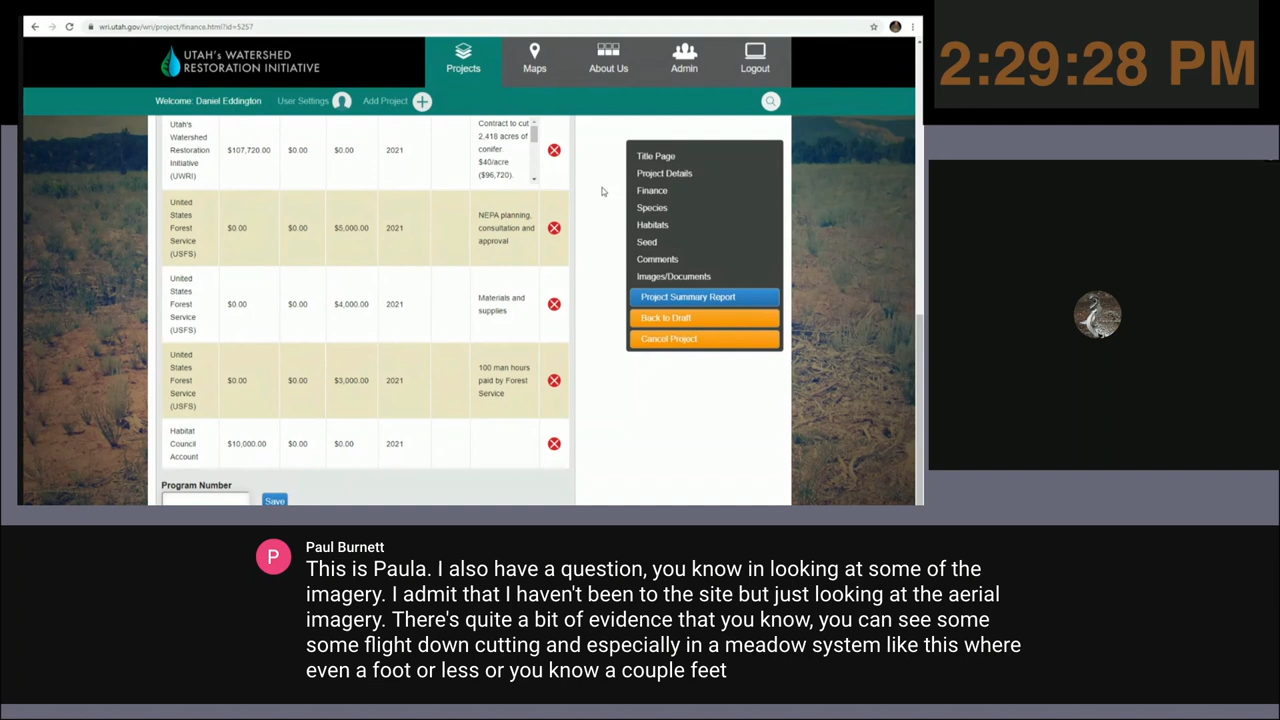 wri.utah.gov/wri/project/finance.html?id=5257
2:29:28 PM
UTAH'S WATERSHED
RESTORATION INITIATIVE
Projects
Maps
About Us
Admin
Logout
Welcome: Daniel Eddington
User Settings
Add Project
Utah's
Watershed
Restoration
Initiative
(UWRI)
$107,720.00
$0.00
$0.00
2021
Contract to cut
2,418 acres of
conifer.
$40/acre
($96,720).
United
States
Forest
Service
(USFS)
$0.00
$0.00
$5,000.00
2021
NEPA planning,
consultation and
approval
United
States
Forest
Service
(USFS)
$0.00
$0.00
$4,000.00
2021
Materials and
supplies
United
States
Forest
Service
(USFS)
$0.00
$0.00
$3,000.00
2021
100 man hours
paid by Forest
Service
Habitat
Council
Account
$10,000.00
$0.00
$0.00
2021
Program Number
Save
Title Page
Project Details
Finance
Species
Habitats
Seed
Comments
Images/Documents
Project Summary Report
Back to Draft
Cancel Project
P
Paul Burnett
This is Paula. I also have a question, you know in looking at some of the
imagery. I admit that I haven't been to the site but just looking at the aerial
imagery. There's quite a bit of evidence that you know, you can see some
some flight down cutting and especially in a meadow system like this where
even a foot or less or you know a couple feet